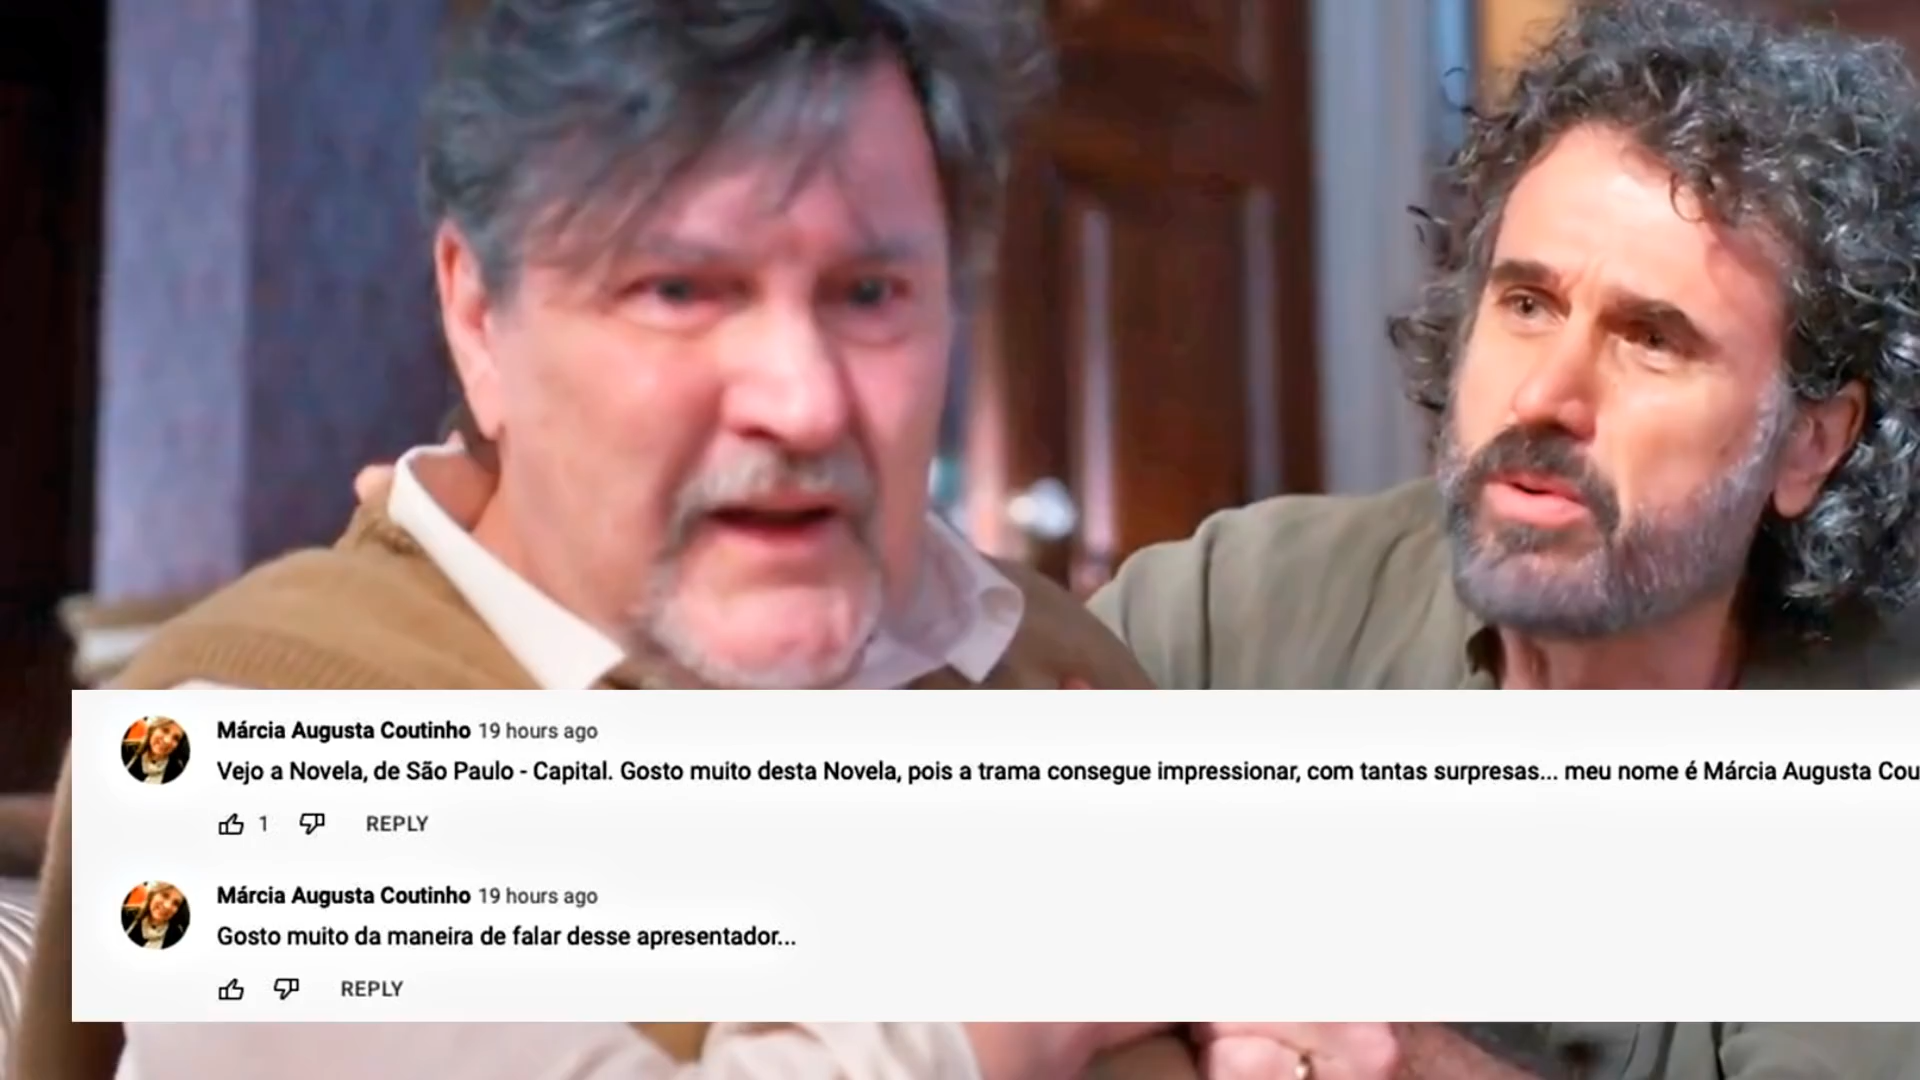 Márcia Augusta Coutinho 19 hours ago
Vejo a Novela, de São Paulo - Capital. Gosto muito desta Novela, pois a trama consegue impressionar, com tantas surpresas... meu nome é Márcia Augusta Cou
1 REPLY
Márcia Augusta Coutinho 19 hours ago
Gosto muito da maneira de falar desse apresentador...
REPLY